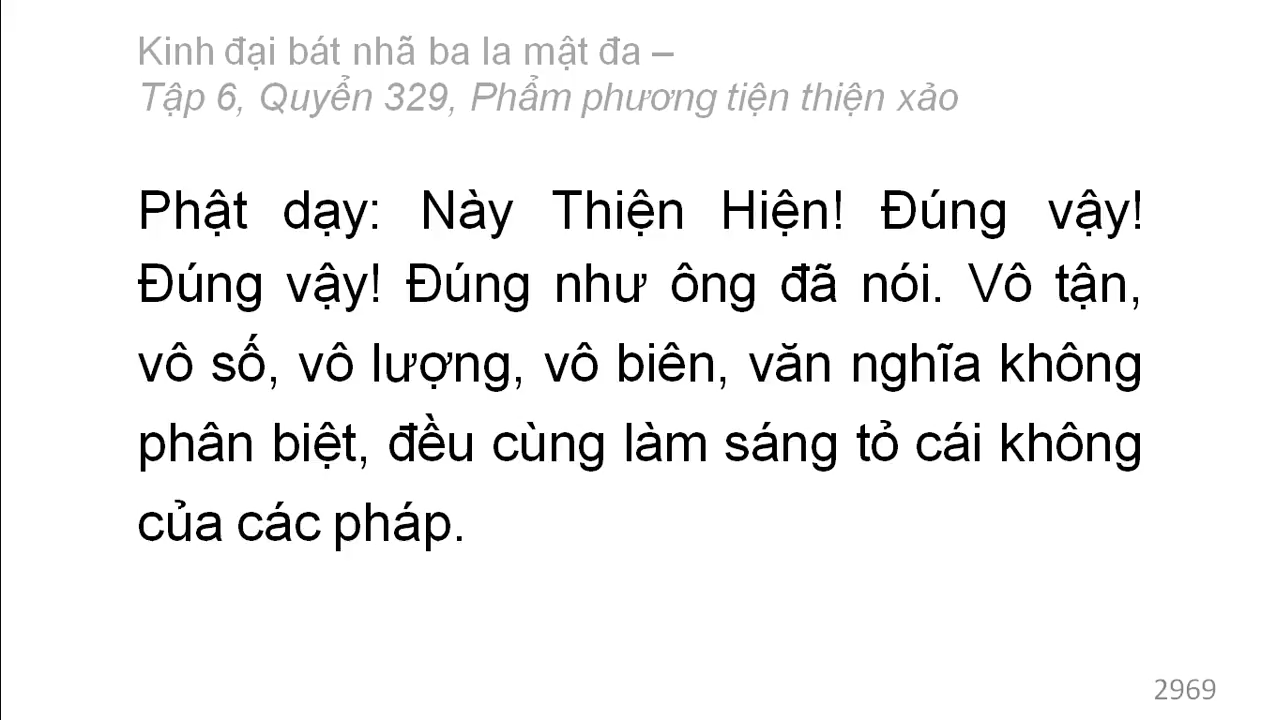 Kinh đại bát nhã ba la mật đa –
Tập 6, Quyển 329, Phẩm phương tiện thiện xảo
Phật dạy: Này Thiện Hiện! Đúng vậy!
Đúng vậy! Đúng như ông đã nói. Vô tận,
vô số, vô lượng, vô biên, văn nghĩa không
phân biệt, đều cùng làm sáng tỏ cái không
của các pháp.
2969